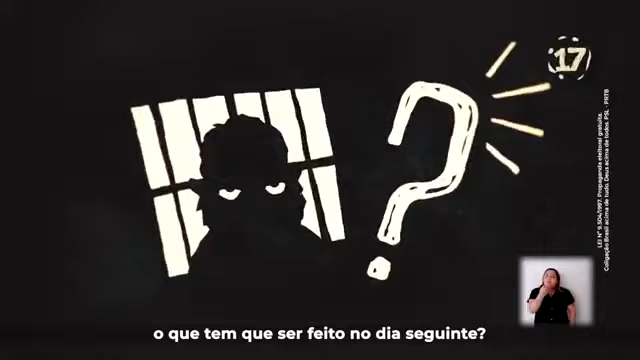 17
LEI Nº 9.504/1997. Propaganda eleitoral gratuita.
Coligação Brasil acima de tudo. Deus acima de todos. PSL - PRTB
o que tem que ser feito no dia seguinte?